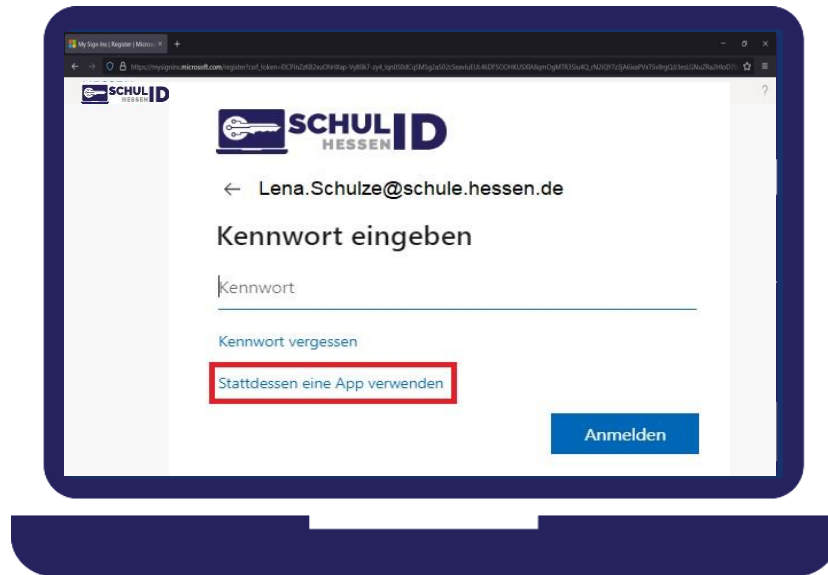 My Sign-Ins | Register | Micros
SCHUL ID
HESSEN
?
SCHUL ID
HESSEN
← Lena.Schulze@schule.hessen.de
Kennwort eingeben
Kennwort
Kennwort vergessen
Stattdessen eine App verwenden
Anmelden